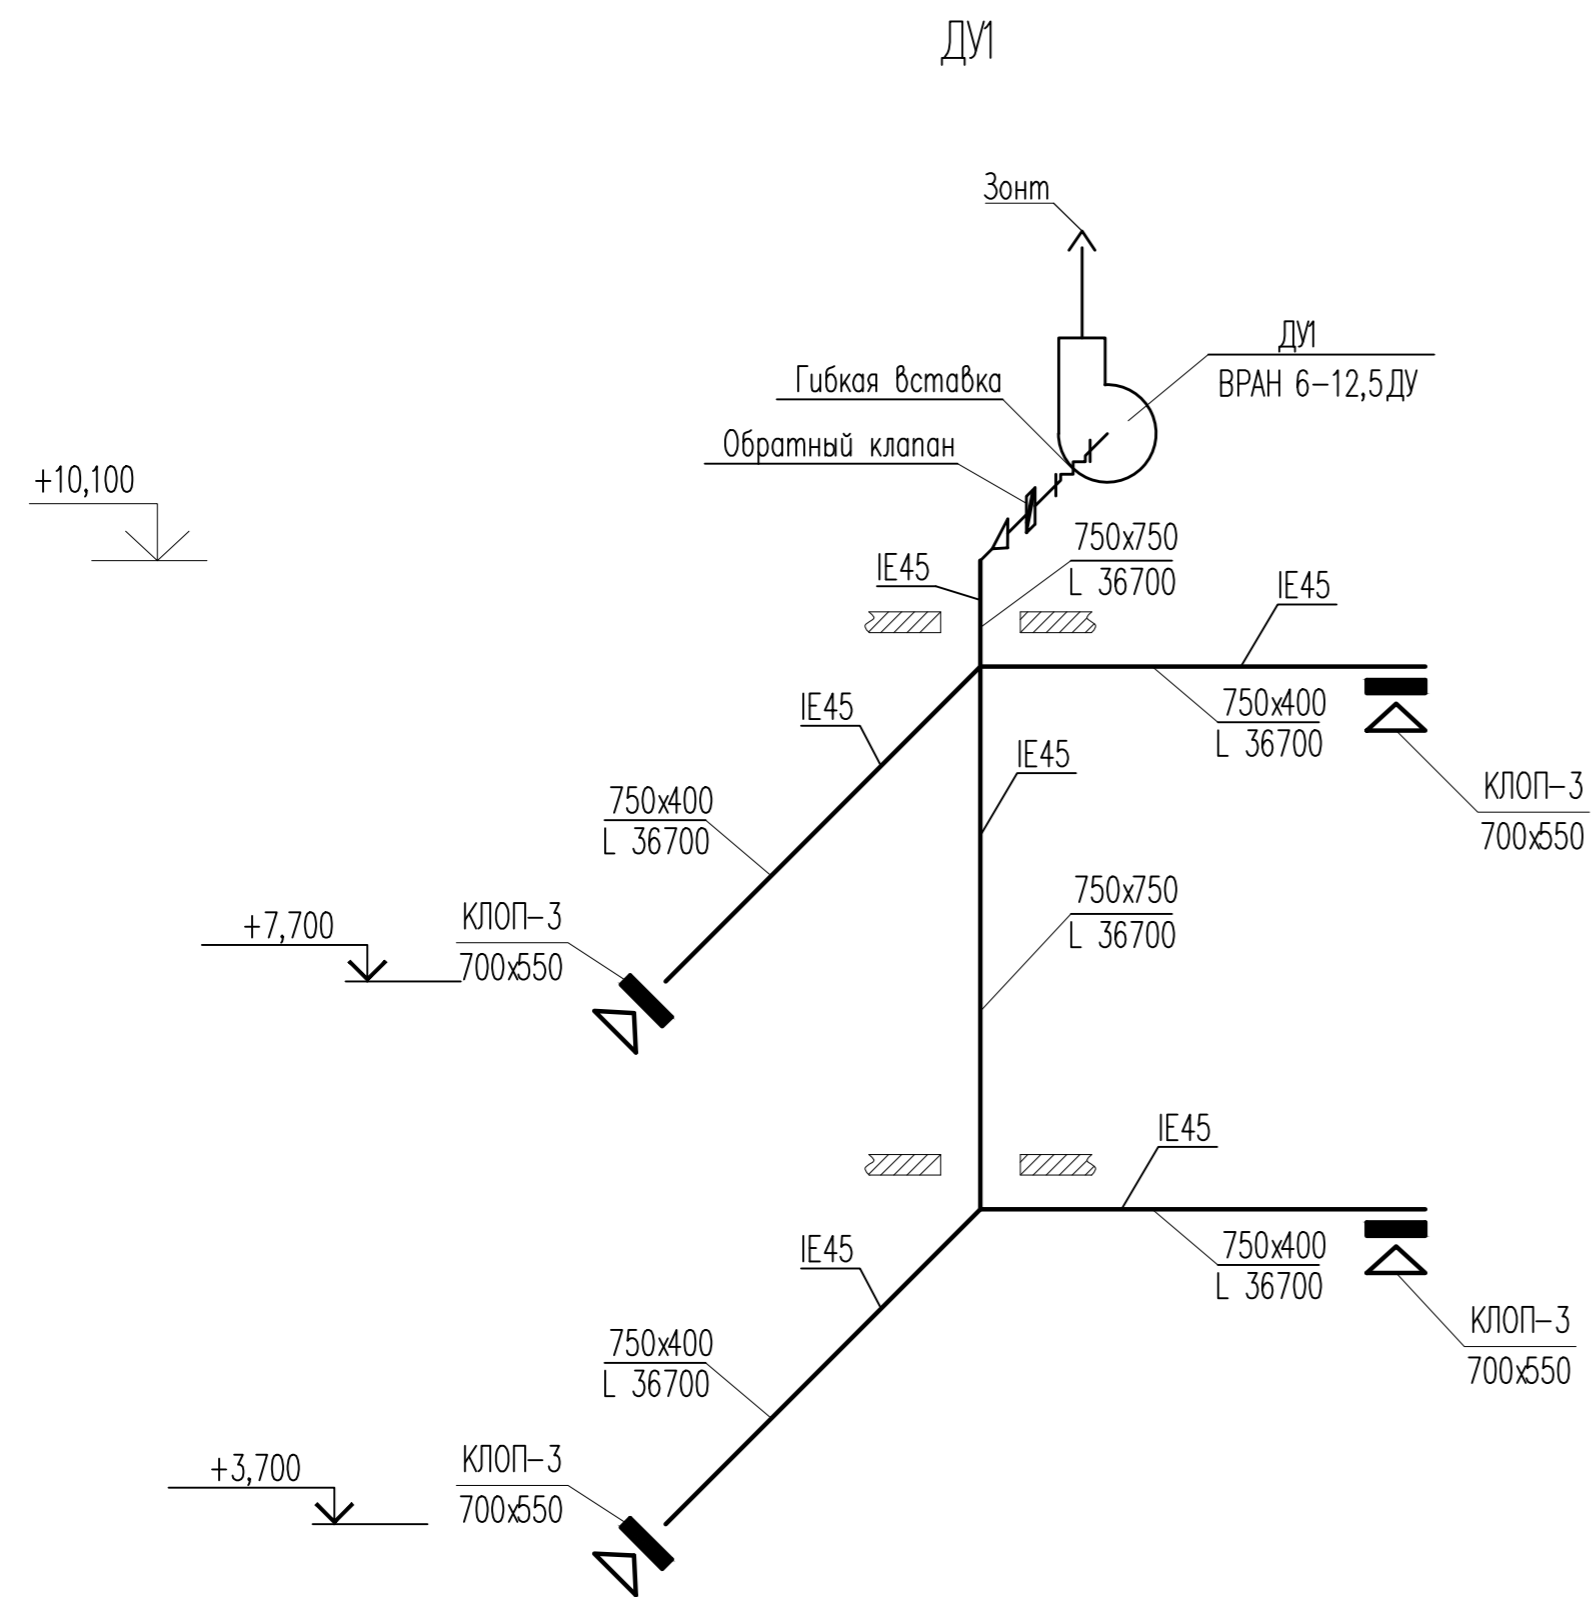 ДУ1
Зонт
ДУ1
ВРАН 6-12,5ДУ
Гибкая вставка
Обратный клапан
+10,100
750x750
L 36700
IE45
IE45
750x400
L 36700
IE45
IE45
КЛОП-3
700x550
750x400
L 36700
750x750
L 36700
+7,700
КЛОП-3
700x550
IE45
750x400
L 36700
IE45
КЛОП-3
700x550
750x400
L 36700
+3,700
КЛОП-3
700x550